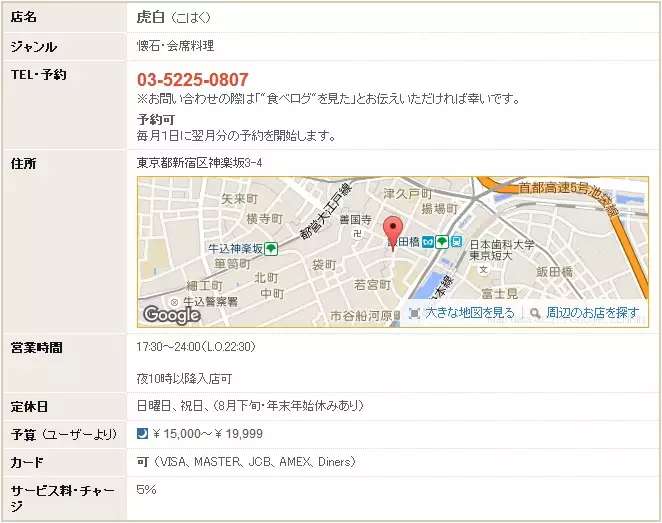 店名
虎白 (こはく)
ジャンル
懐石・会席料理
TEL・予約
03-5225-0807
※お問い合わせの際は「“食べログ”を見た」とお伝えいただければ幸いです。
予約可
毎月1日に翌月分の予約を開始します。
住所
東京都新宿区神楽坂3-4
首都高速5号池袋線
矢来町
都営大江戸線
津久戸町
揚場町
横寺町
善国寺
飯田橋
日本歯科大学
東京短大
牛込神楽坂
箪笥町
袋町
北町
飯田橋
細工町
中町
若宮町
富士見
牛込警察署
市谷船河原町
本線
Google
大きな地図を見る
周辺のお店を探す
営業時間
17:30~24:00(L.O.22:30)
夜10時以降入店可
定休日
日曜日、祝日、(8月下旬・年末年始休みあり)
予算 (ユーザーより)
¥15,000~¥19,999
カード
可 (VISA、MASTER、JCB、AMEX、Diners)
サービス料・チャー
ジ
5%